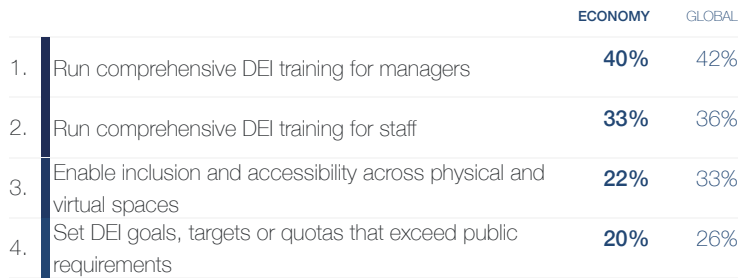 ECONOMY GLOBAL
1. Run comprehensive DEI training for managers 40% 42%
2. Run comprehensive DEI training for staff 33% 36%
3. Enable inclusion and accessibility across physical and
virtual spaces 22% 33%
4. Set DEI goals, targets or quotas that exceed public
requirements 20% 26%